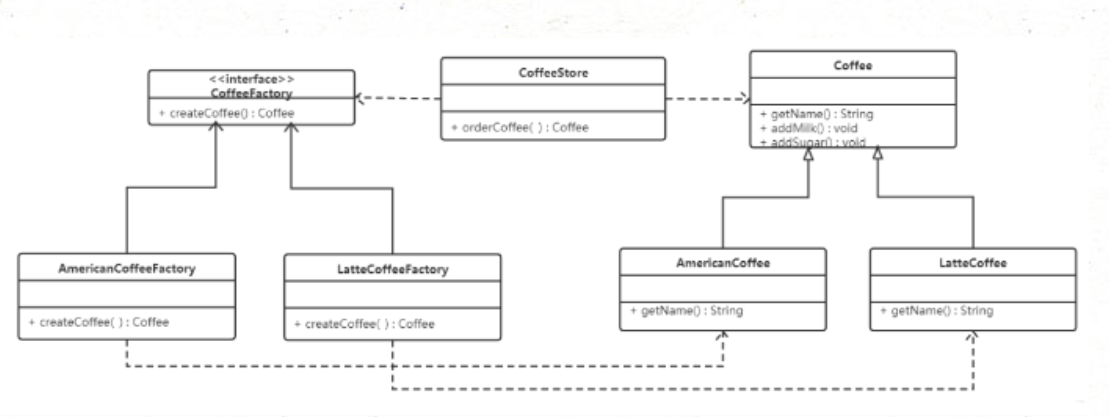 <<interface>>
CoffeeFactory
+ createCoffee() : Coffee
CoffeeStore
+ orderCoffee( ) : Coffee
Coffee
+ getName() : String
+ addMilk() : void
+ addSugar() : void
AmericanCoffeeFactory
+ createCoffee( ) : Coffee
LatteCoffeeFactory
+ createCoffee( ) : Coffee
AmericanCoffee
+ getName() : String
LatteCoffee
+ getName() : String